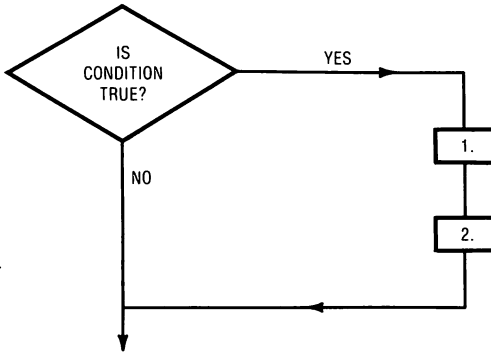 IS
CONDITION
TRUE?
YES
1.
NO
2.